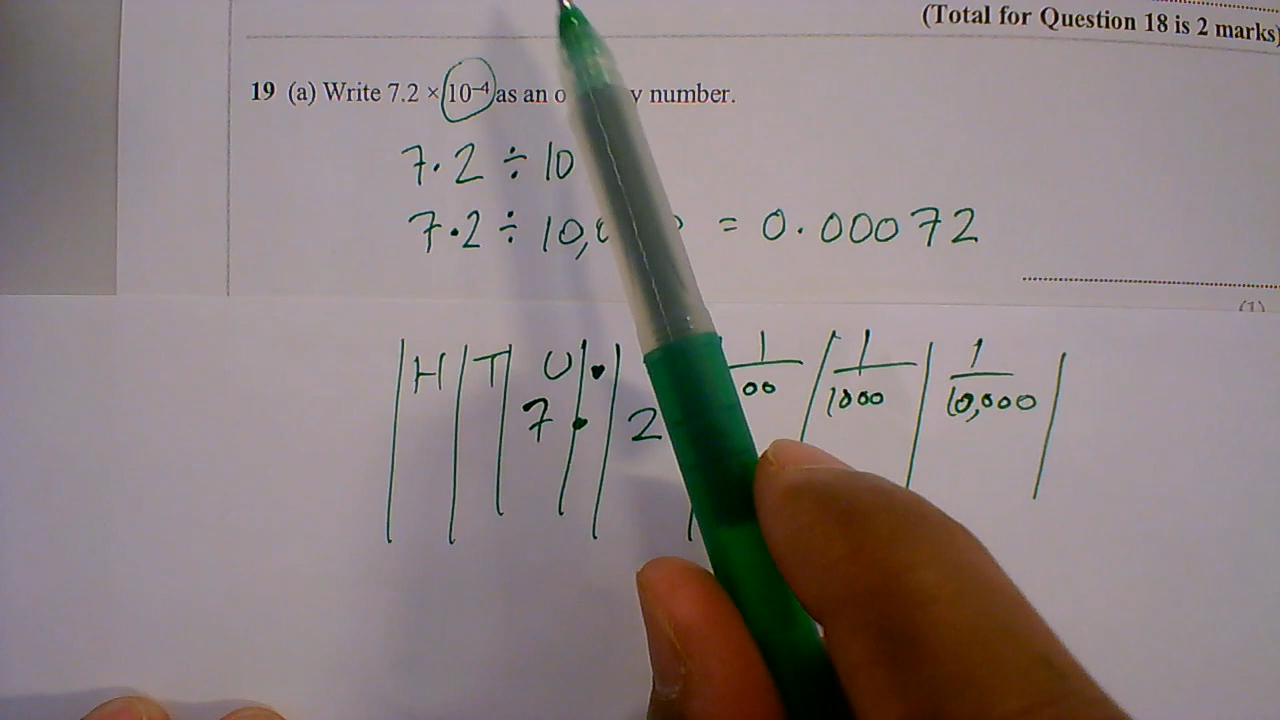 (Total for Question 18 is 2 marks)
19 (a) Write 7.2 × 10⁻⁴ as an number.
7.2 ÷ 10
7.2 ÷ 10, = 0.00072
(1)
H T U . 1/00 1/1000 1/10,000
7 . 2